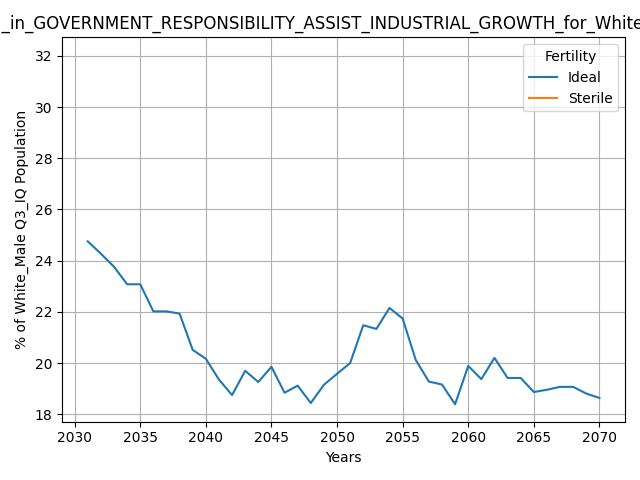 _in_GOVERNMENT_RESPONSIBILITY_ASSIST_INDUSTRIAL_GROWTH_for_White
% of White_Male Q3_IQ Population
32
30
28
26
24
22
20
18
Fertility
Ideal
Sterile
2030 2035 2040 2045 2050 2055 2060 2065 2070
Years